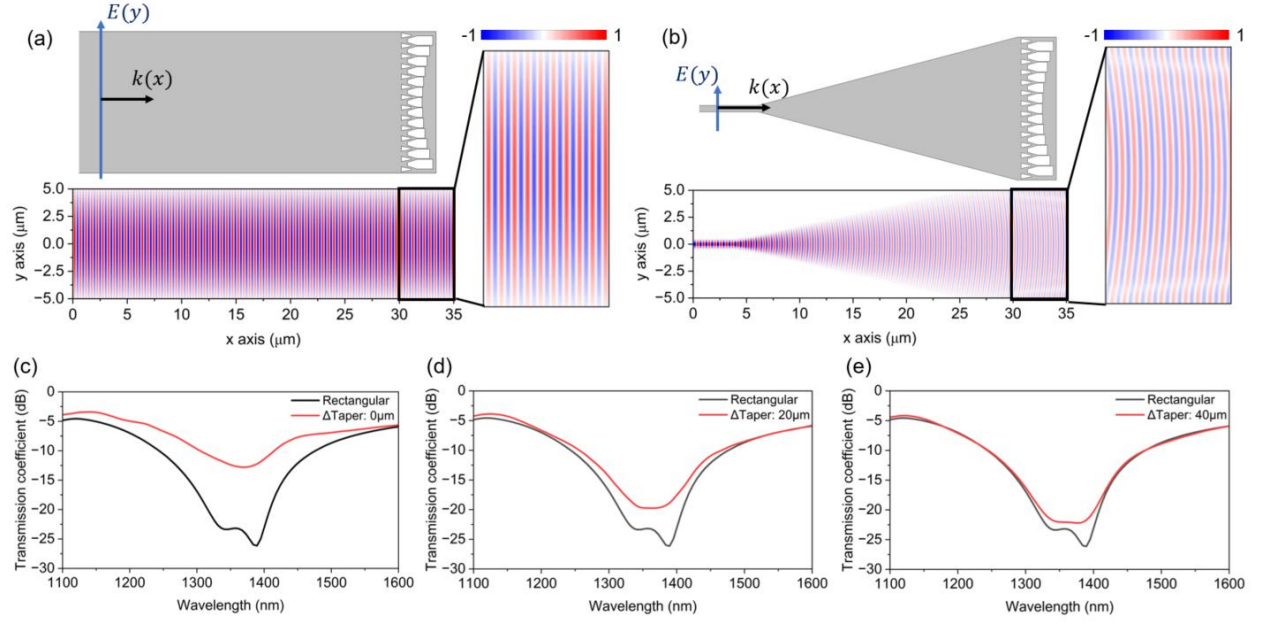 (a)
E(y)
k(x)
-1
1
5.0
2.5
0.0
−2.5
−5.0
y axis (μm)
0 5 10 15 20 25 30 35
x axis (μm)
(b)
E(y)
k(x)
-1
1
5.0
2.5
0.0
−2.5
−5.0
y axis (μm)
0 5 10 15 20 25 30 35
x axis (μm)
(c)
Rectangular
ΔTaper: 0μm
0
−5
−10
−15
−20
−25
−30
Transmission coefficient (dB)
1100 1200 1300 1400 1500 1600
Wavelength (nm)
(d)
Rectangular
ΔTaper: 20μm
0
−5
−10
−15
−20
−25
−30
Transmission coefficient (dB)
1100 1200 1300 1400 1500 1600
Wavelength (nm)
(e)
Rectangular
ΔTaper: 40μm
0
−5
−10
−15
−20
−25
−30
Transmission coefficient (dB)
1100 1200 1300 1400 1500 1600
Wavelength (nm)